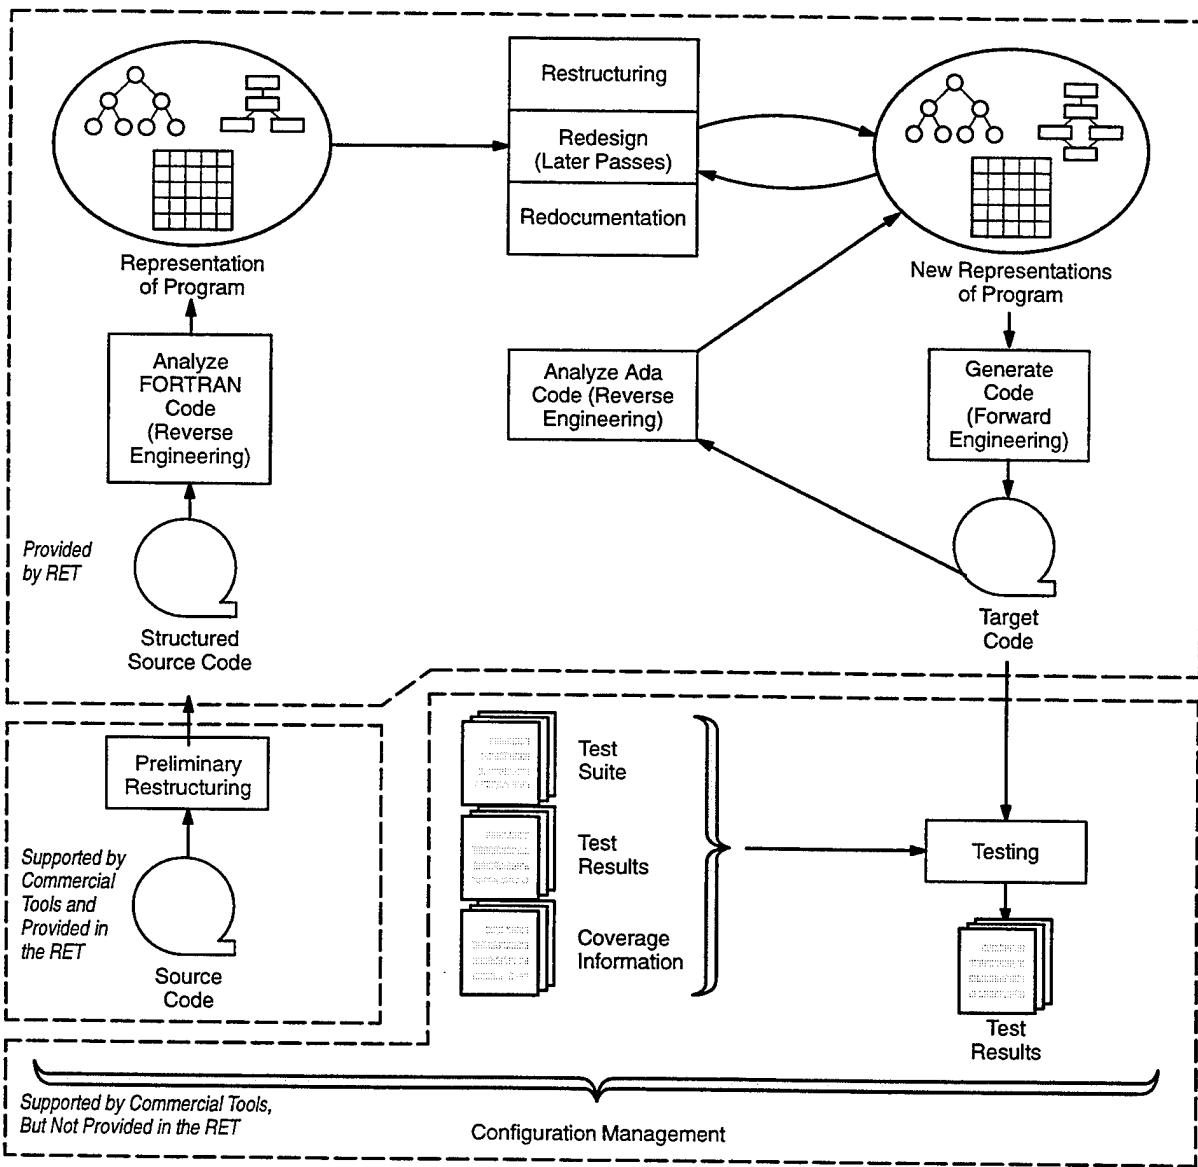 Restructuring
Redesign
(Later Passes)
Redocumentation
Representation
of Program
New Representations
of Program
Analyze
FORTRAN
Code
(Reverse
Engineering)
Analyze Ada
Code (Reverse
Engineering)
Generate
Code
(Forward
Engineering)
Provided
by RET
Structured
Source Code
Target
Code
Preliminary
Restructuring
Supported by
Commercial
Tools and
Provided in
the RET
Source
Code
Test
Suite
Test
Results
Coverage
Information
Testing
Test
Results
Supported by Commercial Tools,
But Not Provided in the RET
Configuration Management